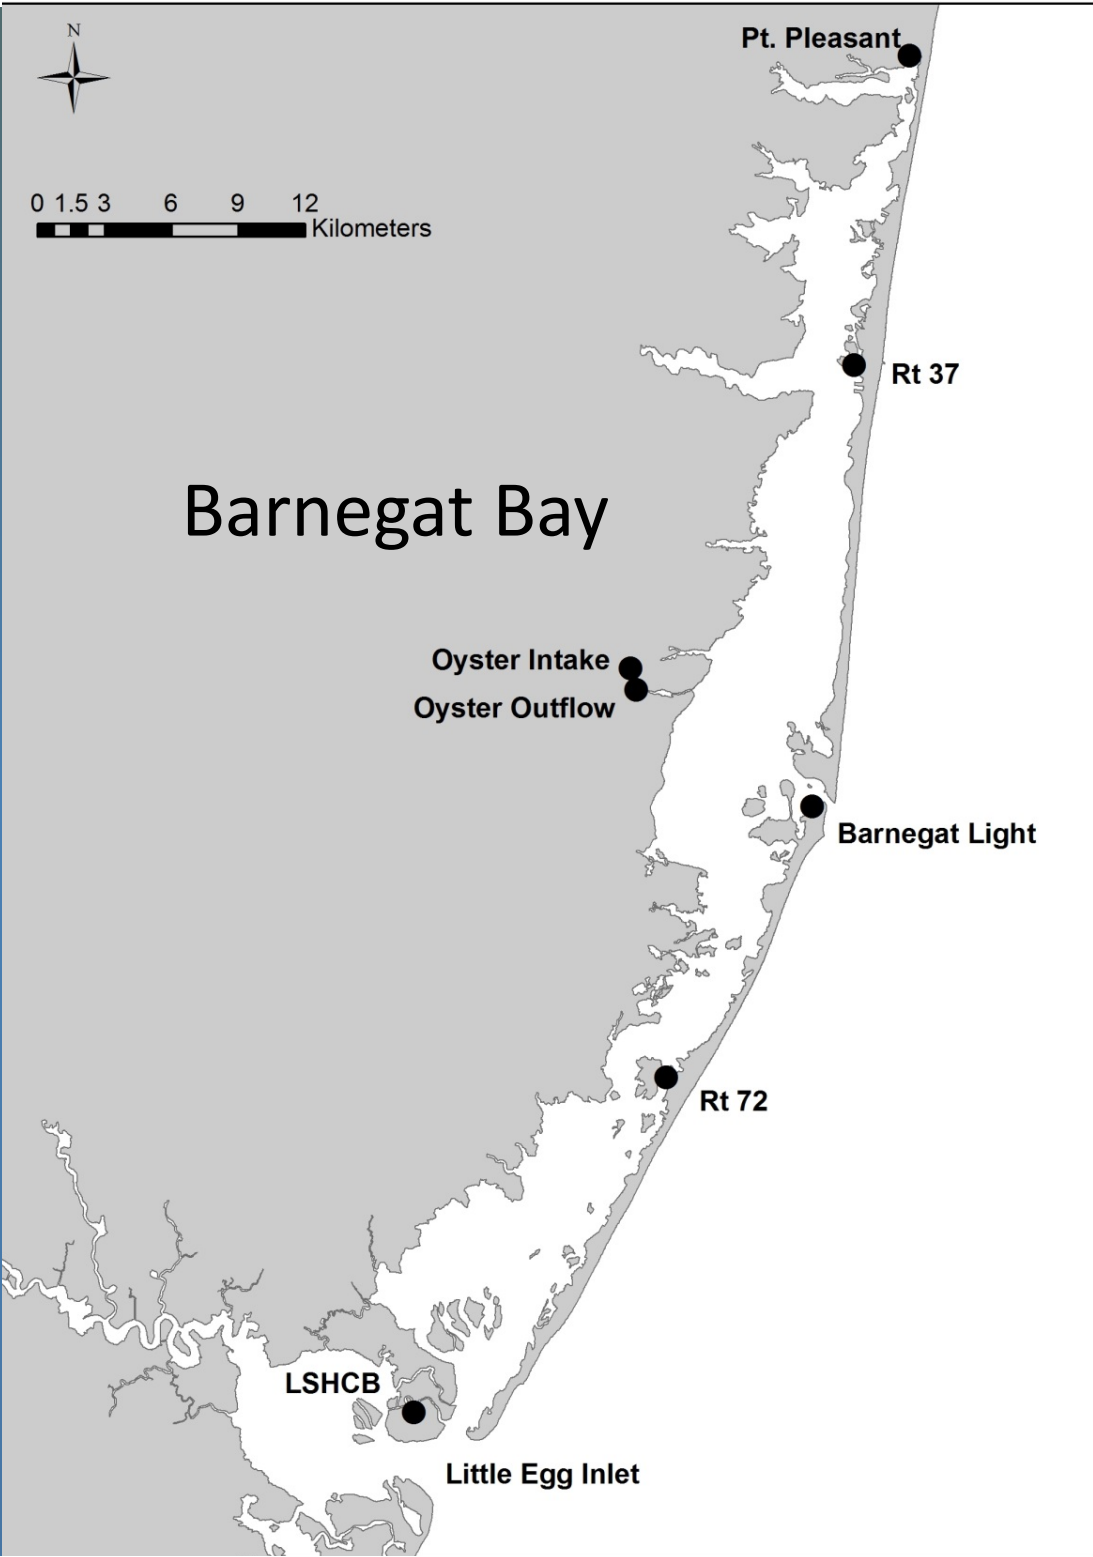 Pt. Pleasant
N
0 1.5 3 6 9 12
Kilometers
Rt 37
Barnegat Bay
Oyster Intake
Oyster Outflow
Barnegat Light
Rt 72
LSHCB
Little Egg Inlet